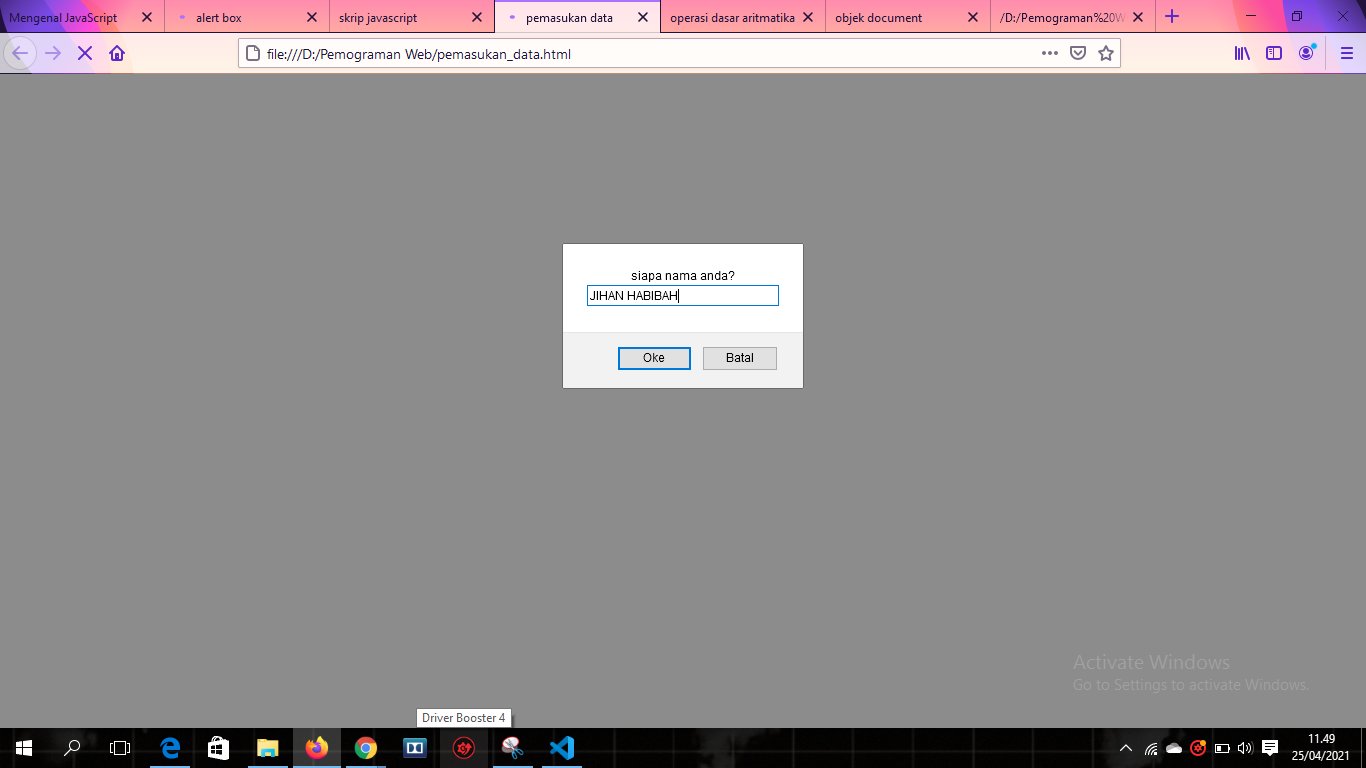 Mengenal JavaScript
alert box
skrip javascript
pemasukan data
operasi dasar aritmatika
objek document
/D:/Pemograman%20W
file:///D:/Pemograman Web/pemasukan_data.html
siapa nama anda?
JIHAN HABIBAH
Oke Batal
Activate Windows
Go to Settings to activate Windows.
Driver Booster 4
11.49
25/04/2021